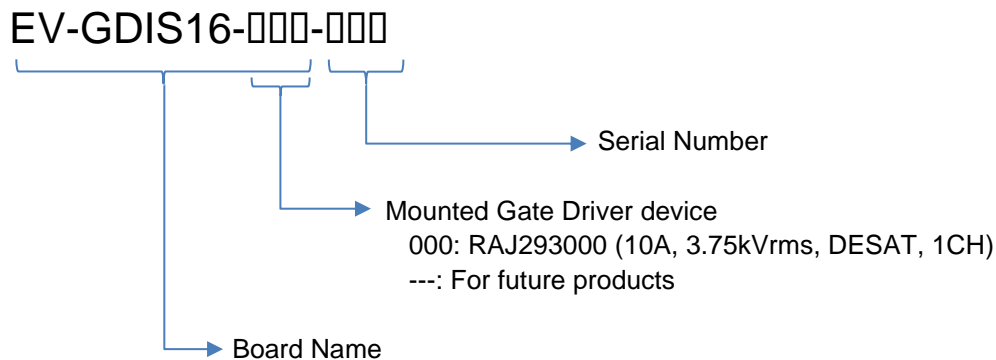 EV-GDIS16-▯▯▯-▯▯▯
Serial Number
Mounted Gate Driver device
000: RAJ293000 (10A, 3.75kVrms, DESAT, 1CH)
---: For future products
Board Name